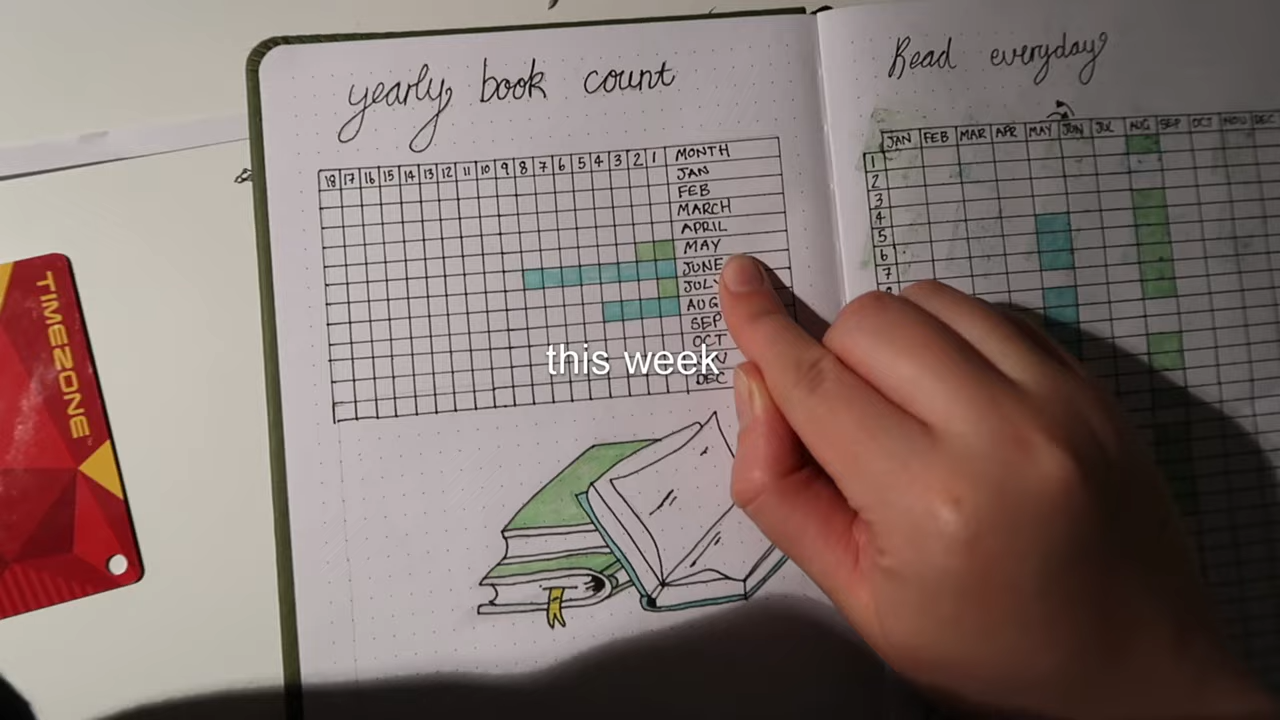 yearly book count
18 17 16 15 14 13 12 11 10 9 8 7 6 5 4 3 2 1 MONTH
JAN
FEB
MARCH
APRIL
MAY
JUNE
JULY
AUG
SEP
OCT
DEC
this week
Read everyday
JAN FEB MAR APR MAY JUN JUL AUG SEP OCT NOV DEC
1
2
3
4
5
6
7
TIMEZONE